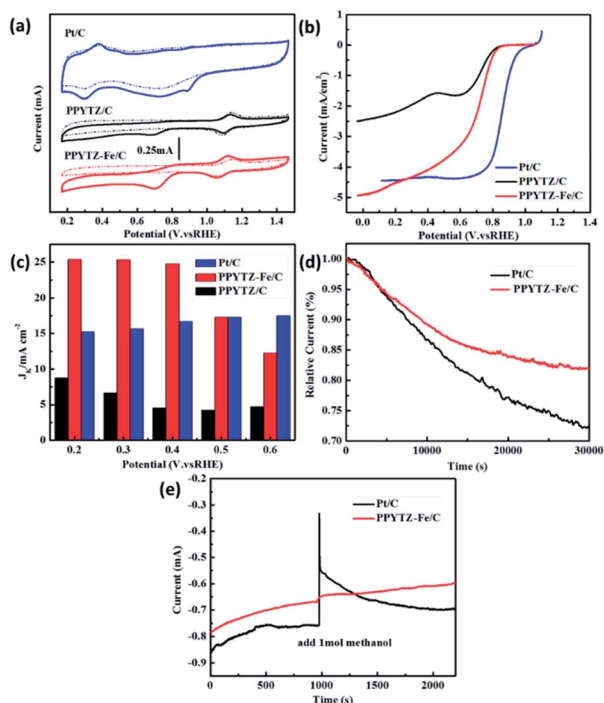 (a)
Pt/C
PPYTZ/C
0.25mA
PPYTZ-Fe/C
Current (mA)
0.2 0.4 0.6 0.8 1.0 1.2 1.4
Potential (V.vsRHE)
(b)
0
-1
-2
-3
-4
-5
Current (mA/cm²)
Pt/C
PPYTZ/C
PPYTZ-Fe/C
0.0 0.2 0.4 0.6 0.8 1.0 1.2 1.4
Potential (V.vsRHE)
(c)
25
20
15
10
5
0
Jk/mA cm-2
Pt/C
PPYTZ-Fe/C
PPYTZ/C
0.2 0.3 0.4 0.5 0.6
Potential (V.vsRHE)
(d)
1.00
0.95
0.90
0.85
0.80
0.75
0.70
Relative Current (%)
Pt/C
PPYTZ-Fe/C
0 10000 20000 30000
Time (s)
(e)
-0.2
-0.3
-0.4
-0.5
-0.6
-0.7
-0.8
-0.9
Current (mA)
Pt/C
PPYTZ-Fe/C
add 1mol methanol
0 500 1000 1500 2000
Time (s)